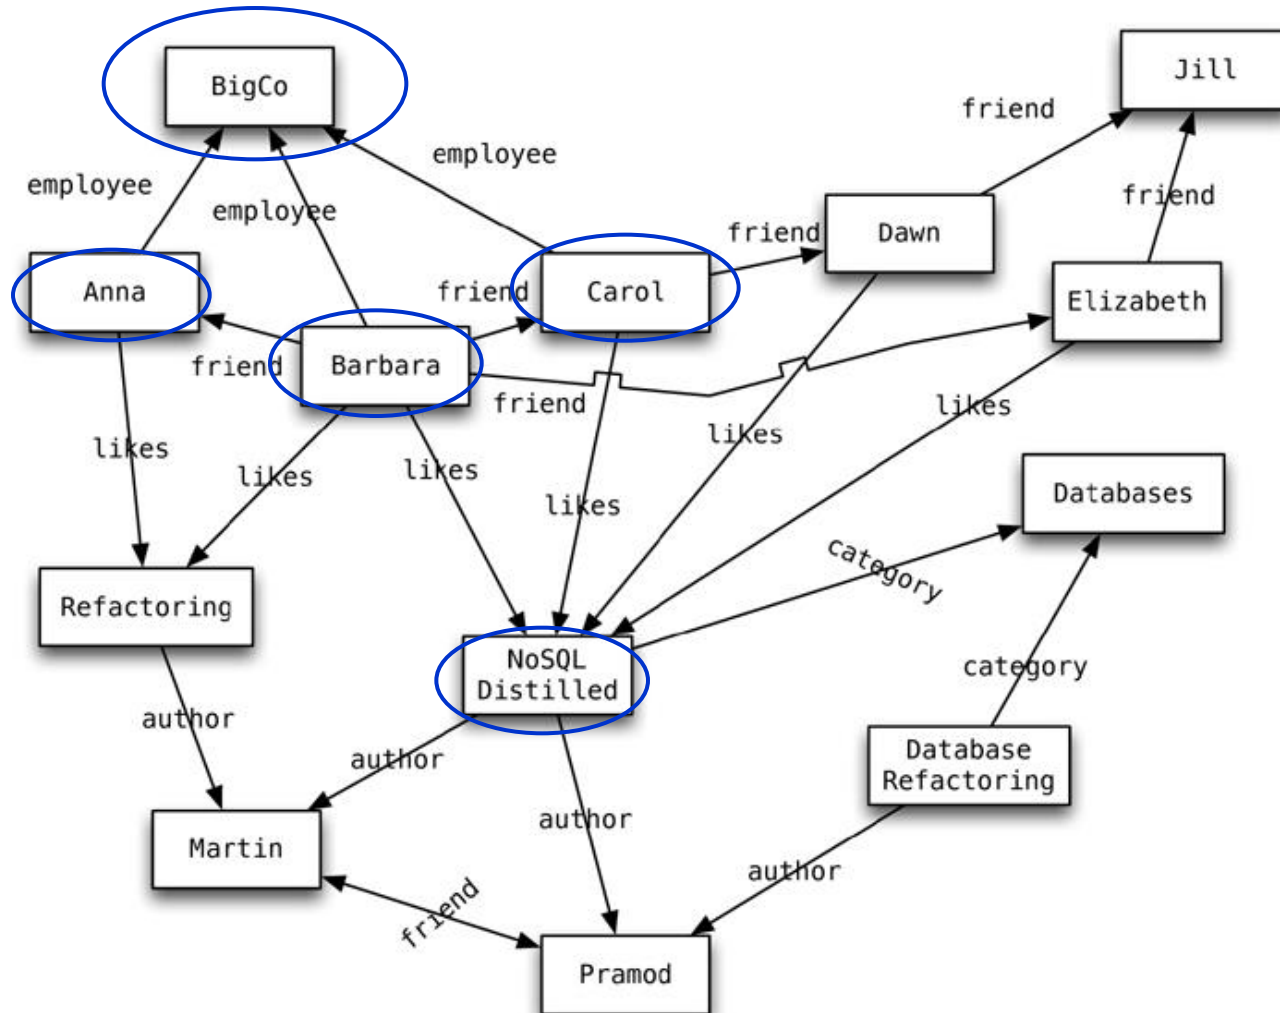 BigCo
Jill
friend
employee
employee
friend
employee
friend
Dawn
Anna
friend
Carol
Elizabeth
friend
Barbara
friend
likes
likes
likes
likes
likes
likes
Databases
category
Refactoring
NoSQL
Distilled
category
author
author
Database
Refactoring
author
Martin
author
friend
Pramod